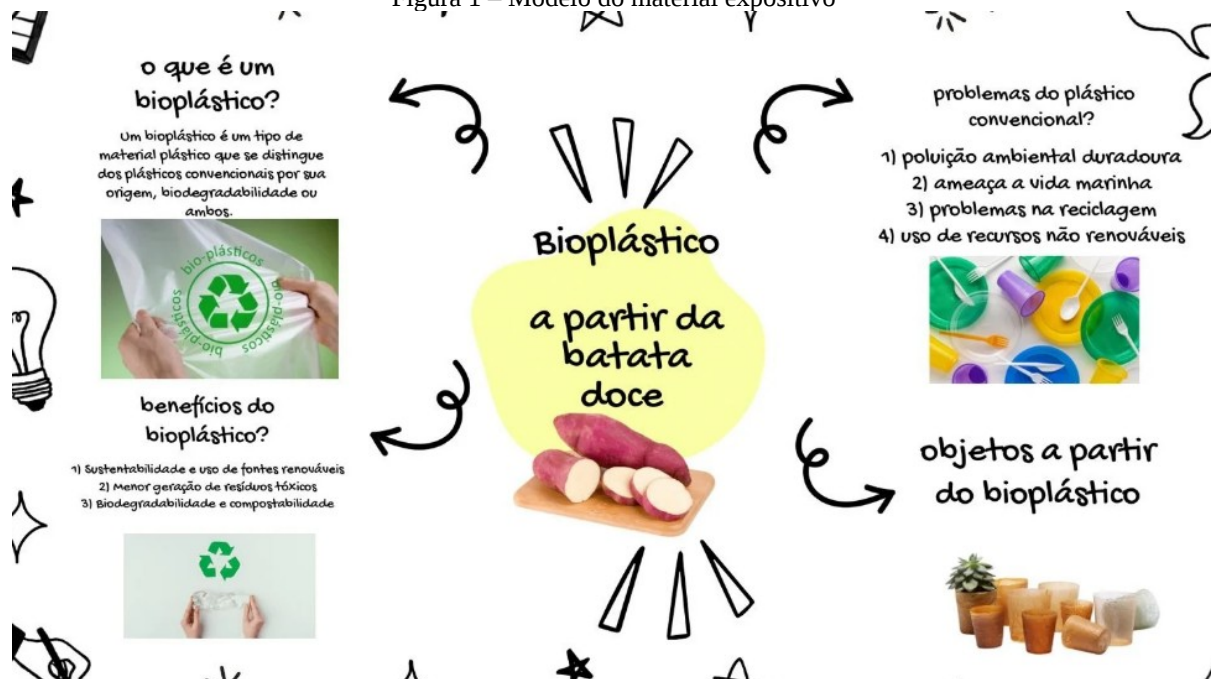 Figura 1 – Modelo do material expositivo
o que é um
bioplástico?
Um bioplástico é um tipo de
material plástico que se distingue
dos plásticos convencionais por sua
origem, biodegradabilidade ou
ambos.
bio-plásticos
bio-plásticos
bio-plásticos
benefícios do
bioplástico?
1) Sustentabilidade e uso de fontes renováveis
2) Menor geração de resíduos tóxicos
3) Biodegradabilidade e compostabilidade
Bioplástico
a partir da
batata
doce
problemas do plástico
convencional?
1) poluição ambiental duradoura
2) ameaça a vida marinha
3) problemas na reciclagem
4) uso de recursos não renováveis
objetos a partir
do bioplástico